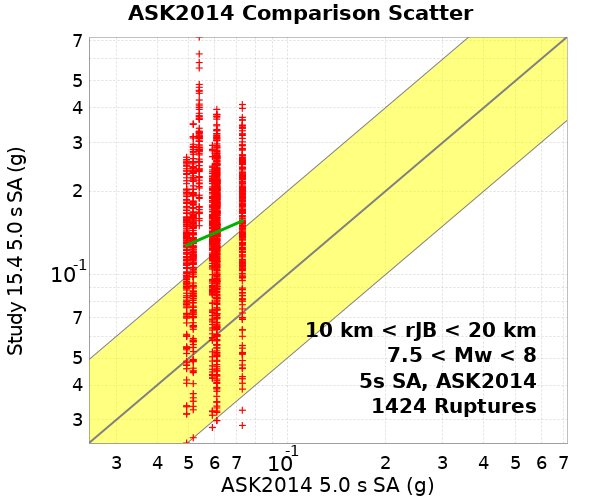 ASK2014 Comparison Scatter
Study 15.4 5.0 s SA (g)
7
5
4
3
2
10-1
7
5
4
3
10 km < rJB < 20 km
7.5 < Mw < 8
5s SA, ASK2014
1424 Ruptures
3 4 5 6 7 10-1 2 3 4 5 6 7
ASK2014 5.0 s SA (g)